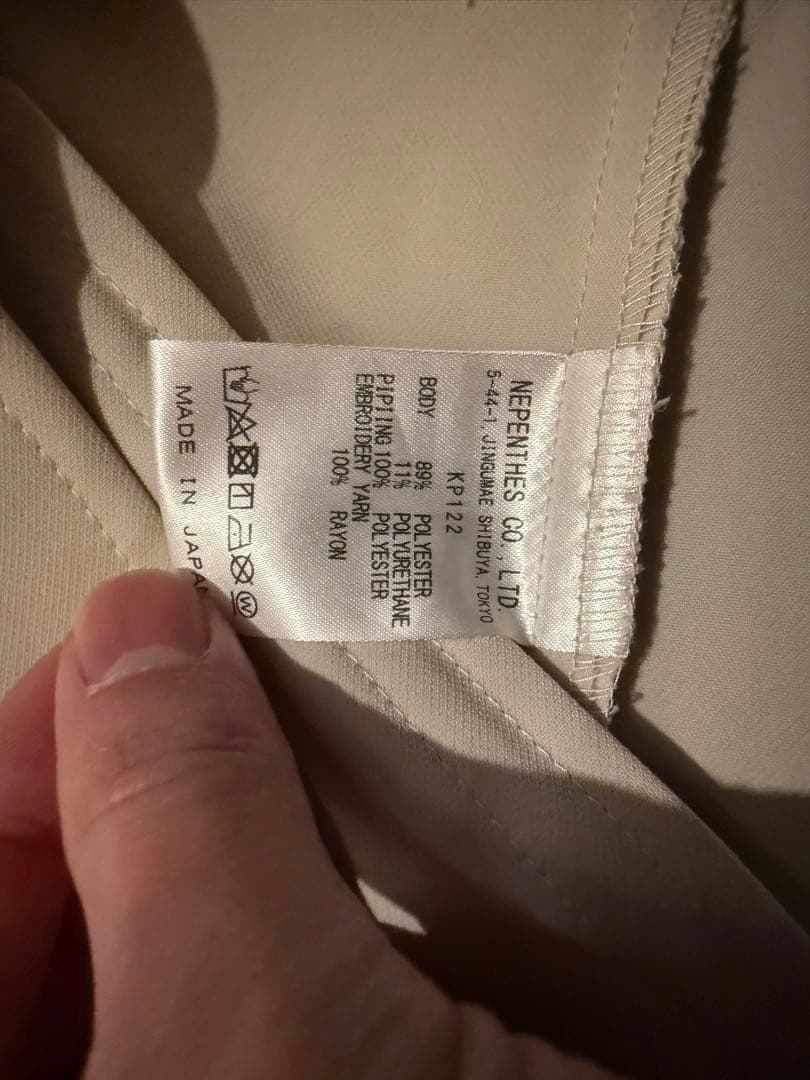 NEPENTHES CO., LTD.
5-44-1, JINGUMAE SHIBUYA, TOKYO
KP122
BODY 89% POLYESTER
11% POLYURETHANE
PIPIING 100% POLYESTER
EMBROIDERY YARN
100% RAYON
W
MADE IN JAPAN